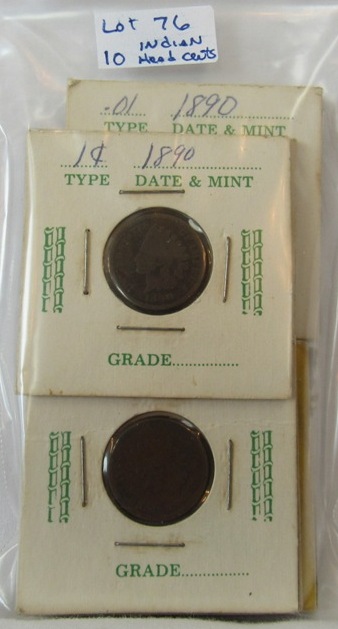 Lot 76
INDIAN
10 Head cents
.01 1890
TYPE DATE & MINT
1¢ 1890
TYPE DATE & MINT
GRADE................
GRADE................